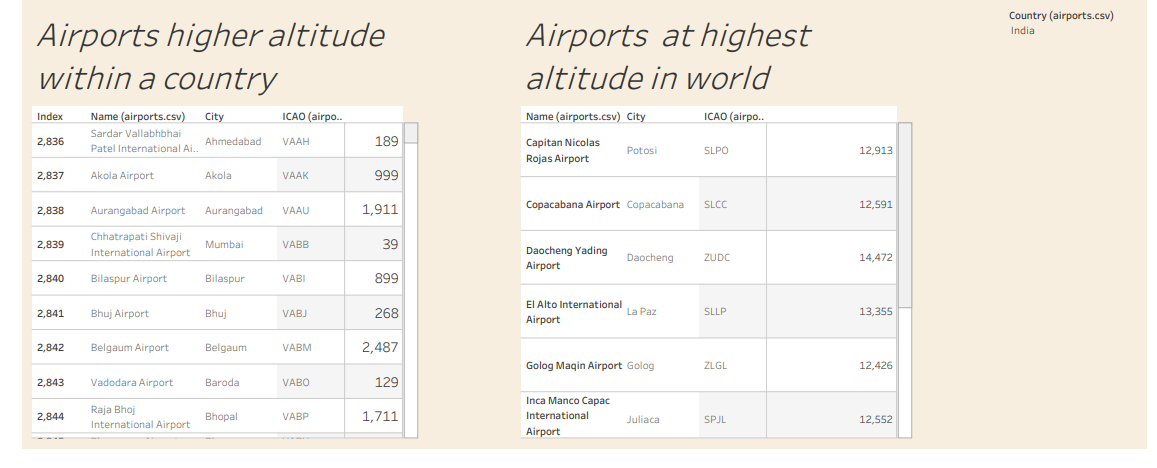 Airports higher altitude
within a country
Index Name (airports.csv) City ICAO (airpo..
2,836 Sardar Vallabhbhai
Patel International Ai.. Ahmedabad VAAH 189
2,837 Akola Airport Akola VAAK 999
2,838 Aurangabad Airport Aurangabad VAAU 1,911
2,839 Chhatrapati Shivaji
International Airport Mumbai VABB 39
2,840 Bilaspur Airport Bilaspur VABI 899
2,841 Bhuj Airport Bhuj VABJ 268
2,842 Belgaum Airport Belgaum VABM 2,487
2,843 Vadodara Airport Baroda VABO 129
2,844 Raja Bhoj
International Airport Bhopal VABP 1,711
Airports at highest
altitude in world
Name (airports.csv) City ICAO (airpo..
Capitan Nicolas
Rojas Airport Potosi SLPO 12,913
Copacabana Airport Copacabana SLCC 12,591
Daocheng Yading
Airport Daocheng ZUDC 14,472
El Alto International
Airport La Paz SLLP 13,355
Golog Maqin Airport Golog ZLGL 12,426
Inca Manco Capac
International
Airport Juliaca SPJL 12,552
Country (airports.csv)
India